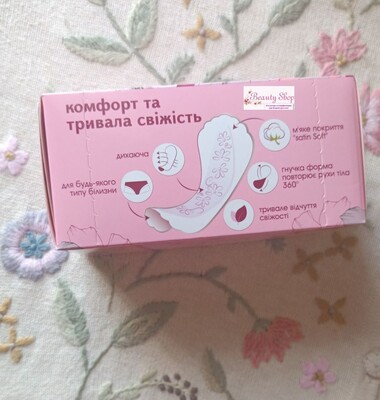 Beauty Shop
комфорт та
тривала свіжість
дихаюча
для будь-якого
типу білизни
м'яке покриття
"satin Soft"
гнучка форма
повторює рухи тіла
360°
тривале відчуття
свіжості